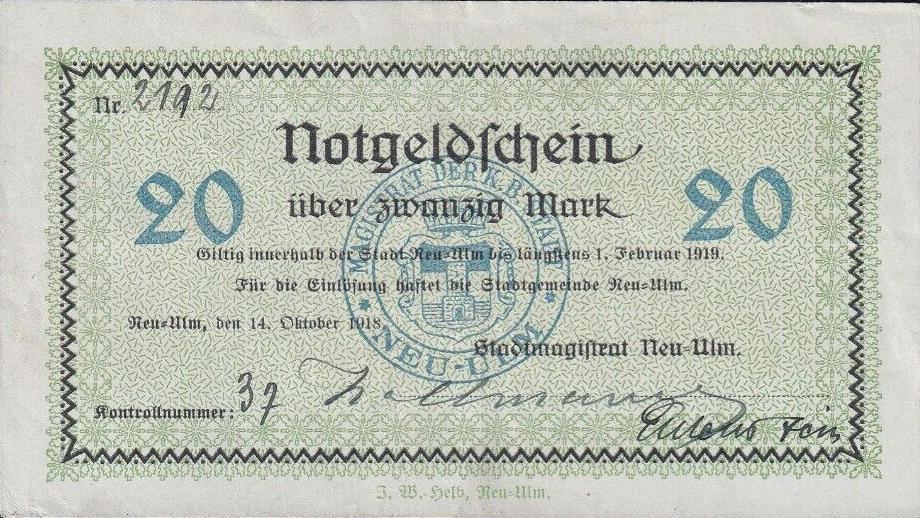 Nr. 2192
Notgeldschein
20 über zwanzig Mark 20
Giltig innerhalb der Stadt Neu-Ulm bis längstens 1. Februar 1919.
Für die Einlösung haftet die Stadtgemeinde Neu-Ulm.
MAGISTRAT DER K. B. STADT
* NEU-ULM *
Neu-Ulm, den 14. Oktober 1918.
Stadtmagistrat Neu-Ulm.
Kontrollnummer: 37
J. W. Helb, Neu-Ulm.